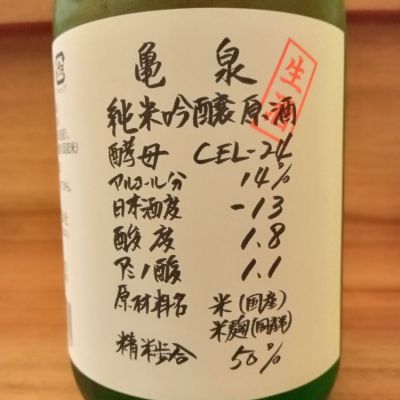 亀 泉
生酒
純米吟醸原酒
酵母 CEL-24
アルコール分 14%
日本酒度 -13
酸度 1.8
アミノ酸 1.1
原材料名 米(国産)
米麹(国産米)
精米歩合 50%